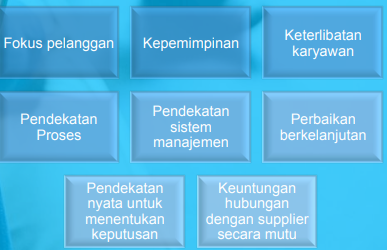 Fokus pelanggan
Kepemimpinan
Keterlibatan
karyawan
Pendekatan
Proses
Pendekatan
sistem
manajemen
Perbaikan
berkelanjutan
Pendekatan
nyata untuk
menentukan
keputusan
Keuntungan
hubungan
dengan supplier
secara mutu